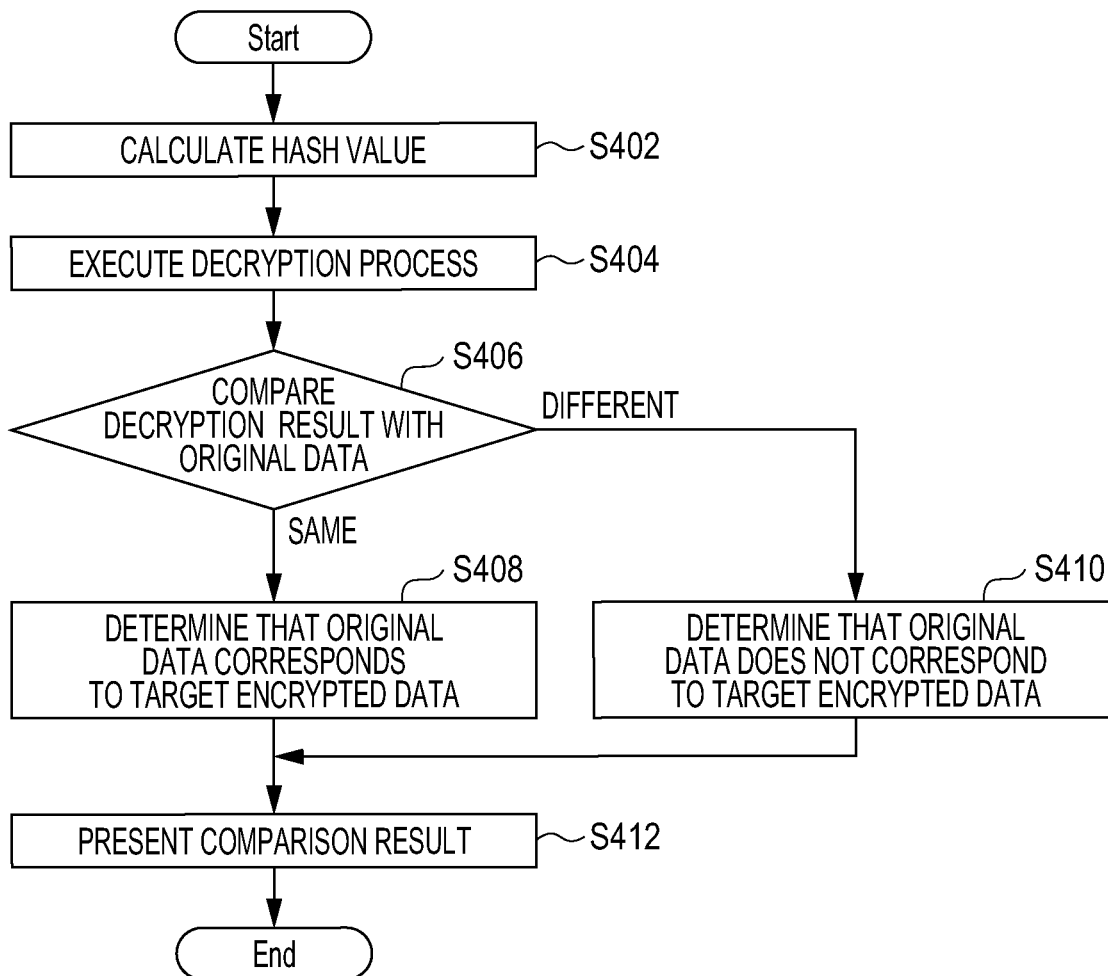 Start
CALCULATE HASH VALUE
S402
EXECUTE DECRYPTION PROCESS
S404
S406
COMPARE
DECRYPTION RESULT WITH
ORIGINAL DATA
DIFFERENT
SAME
S408
DETERMINE THAT ORIGINAL
DATA CORRESPONDS
TO TARGET ENCRYPTED DATA
S410
DETERMINE THAT ORIGINAL
DATA DOES NOT CORRESPOND
TO TARGET ENCRYPTED DATA
PRESENT COMPARISON RESULT
S412
End